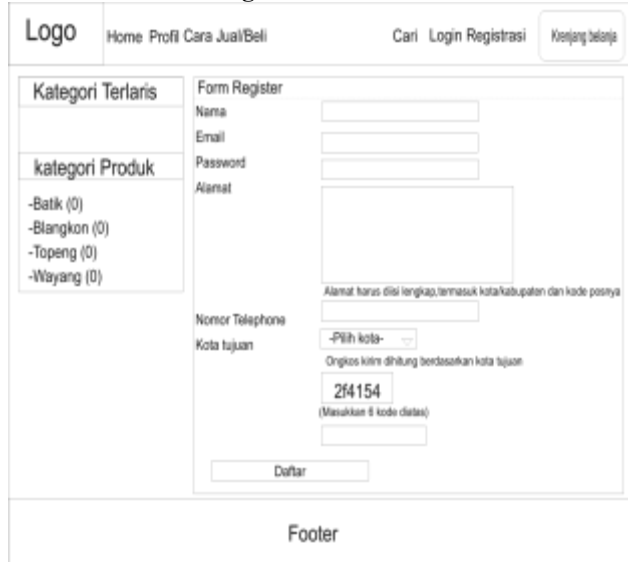 Logo
Home Profil Cara Jual/Beli
Cari Login Registrasi
Krenjang belanja
Kategori Terlaris
kategori Produk
-Batik (0)
-Blangkon (0)
-Topeng (0)
-Wayang (0)
Form Register
Nama
Email
Password
Alamat
Alamat harus diisi lengkap,termasuk kota/kabupaten dan kode posnya
Nomor Telephone
Kota tujuan
-Pilih kota-
Ongkos kirim dihitung berdasarkan kota tujuan
2f4154
(Masukkan 6 kode diatas)
Daftar
Footer